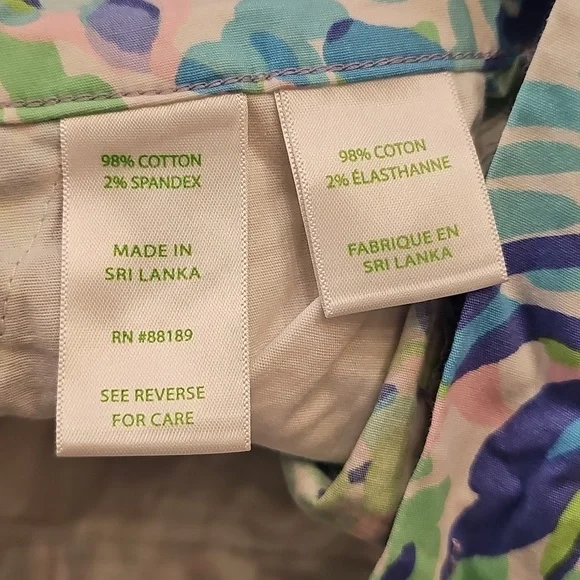 98% COTTON
2% SPANDEX
MADE IN
SRI LANKA
RN #88189
SEE REVERSE
FOR CARE
98% COTON
2% ÉLASTHANNE
FABRIQUE EN
SRI LANKA